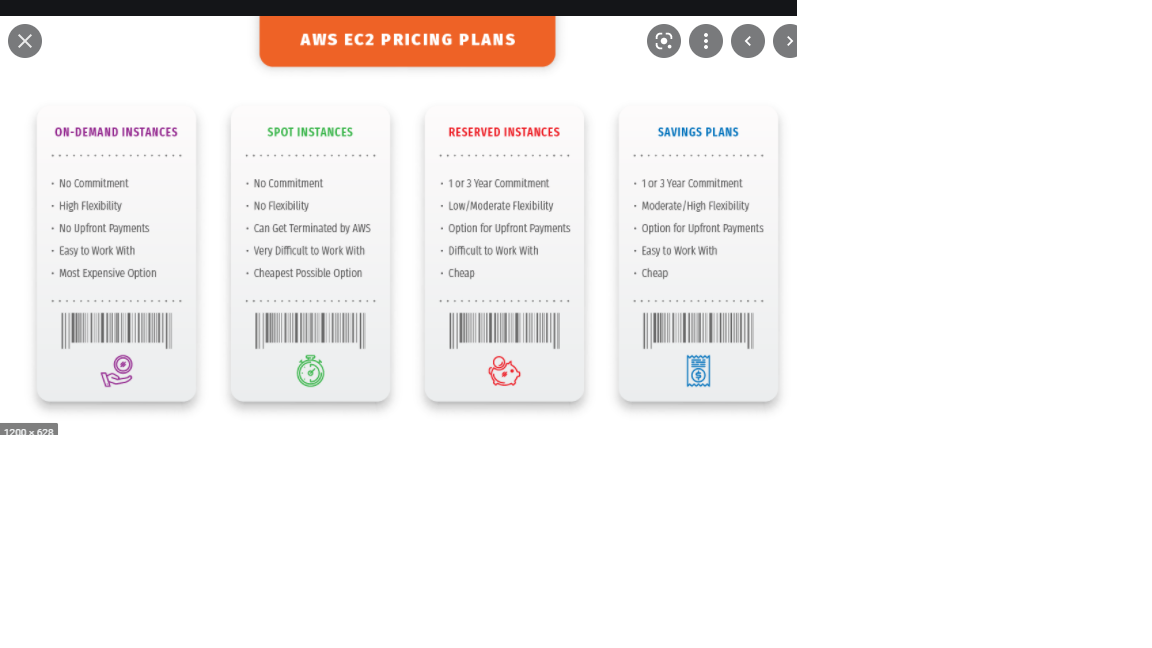 AWS EC2 PRICING PLANS
ON-DEMAND INSTANCES
No Commitment
High Flexibility
No Upfront Payments
Easy to Work With
Most Expensive Option
SPOT INSTANCES
No Commitment
No Flexibility
Can Get Terminated by AWS
Very Difficult to Work With
Cheapest Possible Option
RESERVED INSTANCES
1 or 3 Year Commitment
Low/Moderate Flexibility
Option for Upfront Payments
Difficult to Work With
Cheap
SAVINGS PLANS
1 or 3 Year Commitment
Moderate/High Flexibility
Option for Upfront Payments
Easy to Work With
Cheap
1200 × 628